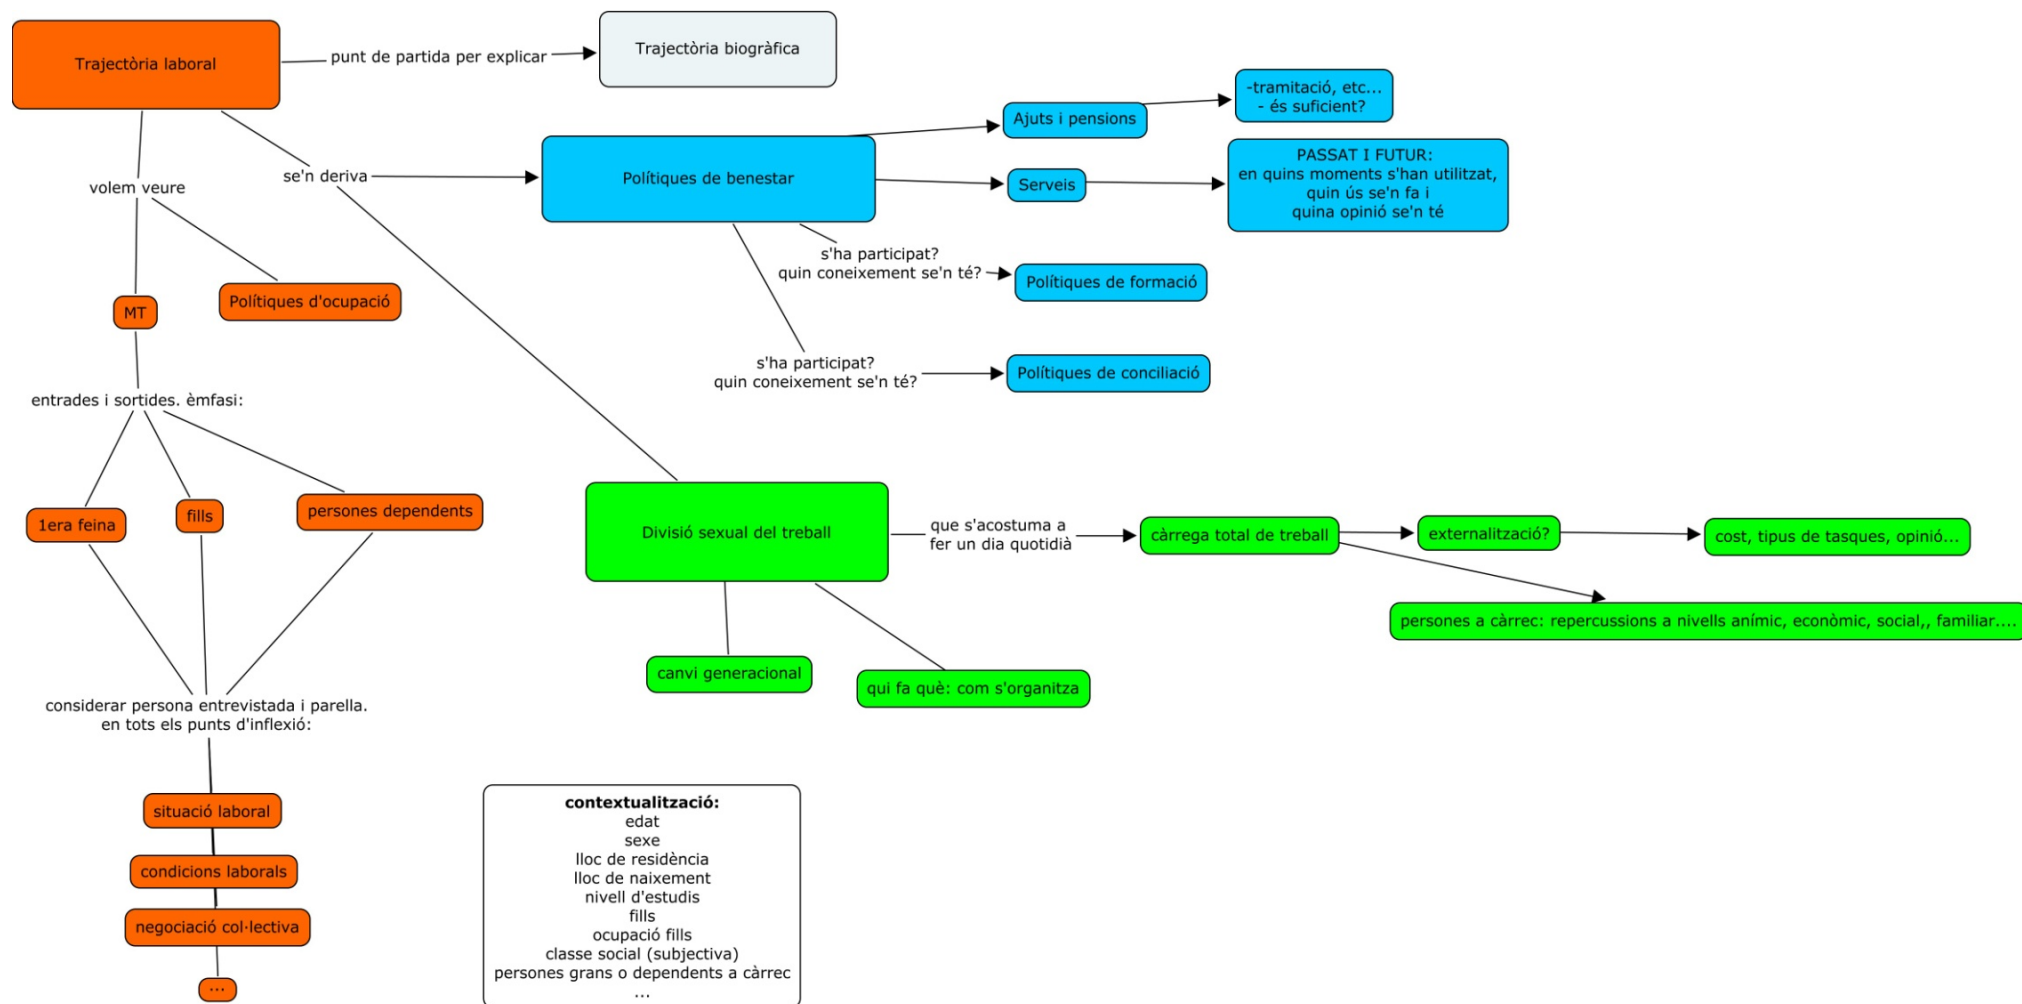 Trajectòria laboral
punt de partida per explicar
Trajectòria biogràfica
volem veure
MT
Polítiques d'ocupació
entrades i sortides. èmfasi:
1era feina
fills
persones dependents
considerar persona entrevistada i parella.
en tots els punts d'inflexió:
situació laboral
condicions laborals
negociació col·lectiva
...
se'n deriva
Polítiques de benestar
Ajuts i pensions
-tramitació, etc...
- és suficient?
Serveis
PASSAT I FUTUR:
en quins moments s'han utilitzat,
quin ús se'n fa i
quina opinió se'n té
s'ha participat?
quin coneixement se'n té?
Polítiques de formació
s'ha participat?
quin coneixement se'n té?
Polítiques de conciliació
Divisió sexual del treball
que s'acostuma a
fer un dia quotidià
càrrega total de treball
externalització?
cost, tipus de tasques, opinió...
persones a càrrec: repercussions a nivells anímic, econòmic, social,, familiar....
canvi generacional
qui fa què: com s'organitza
contextualització:
edat
sexe
lloc de residència
lloc de naixement
nivell d'estudis
fills
ocupació fills
classe social (subjectiva)
persones grans o dependents a càrrec
...